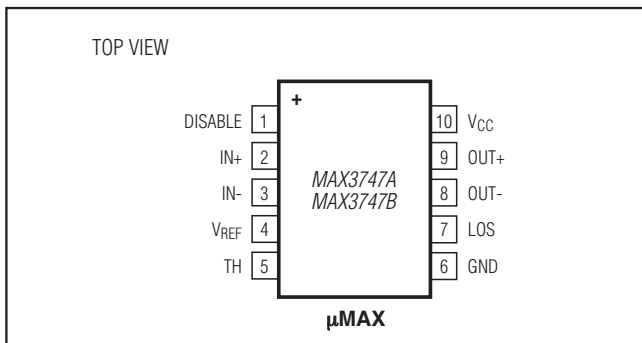 TOP VIEW
+
DISABLE 1 10 VCC
IN+ 2 9 OUT+
IN- 3 8 OUT-
VREF 4 7 LOS
TH 5 6 GND
MAX3747A
MAX3747B
μMAX